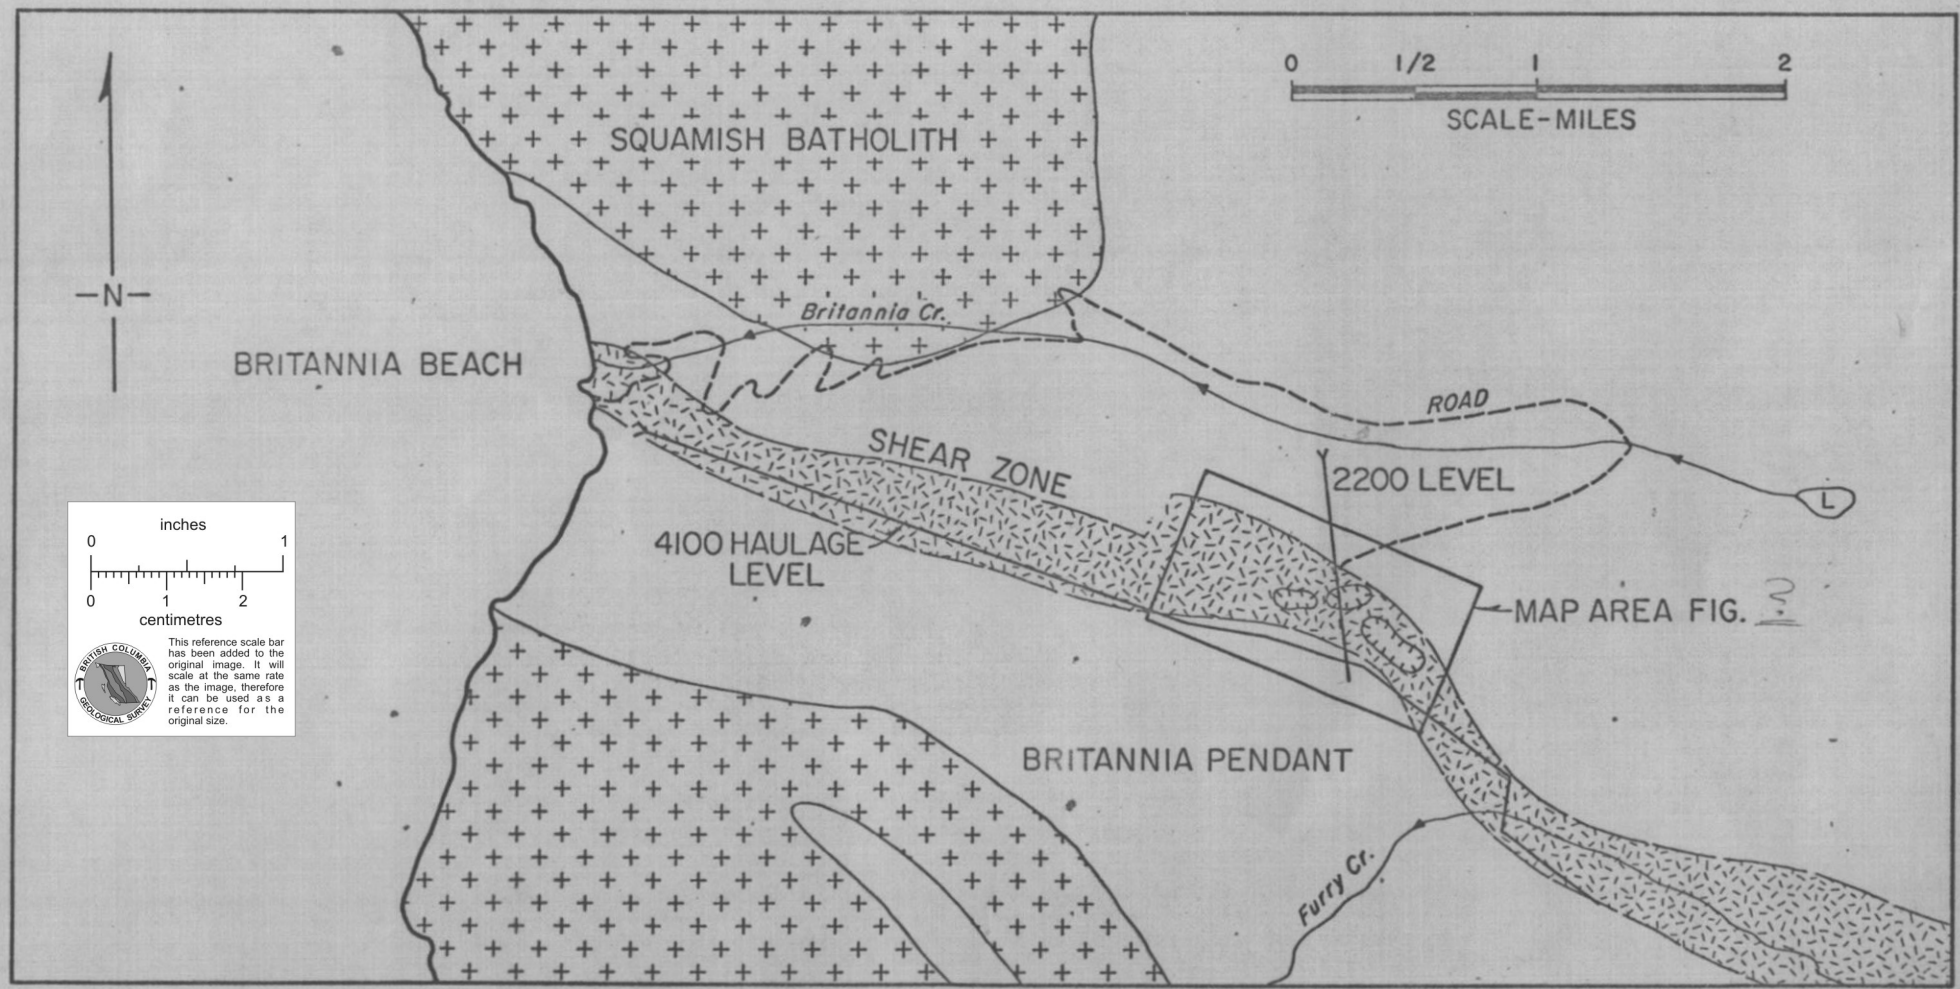 0 1/2 1 2
SCALE-MILES
SQUAMISH BATHOLITH
-N-
Britannia Cr.
BRITANNIA BEACH
ROAD
SHEAR ZONE
2200 LEVEL
L
4100 HAULAGE
LEVEL
MAP AREA FIG. 3
BRITANNIA PENDANT
Furry Cr.
inches
0 1
0 1 2
centimetres
BRITISH COLUMBIA
GEOLOGICAL SURVEY
This reference scale bar
has been added to the
original image. It will
scale at the same rate
as the image, therefore
it can be used as a
reference for the
original size.